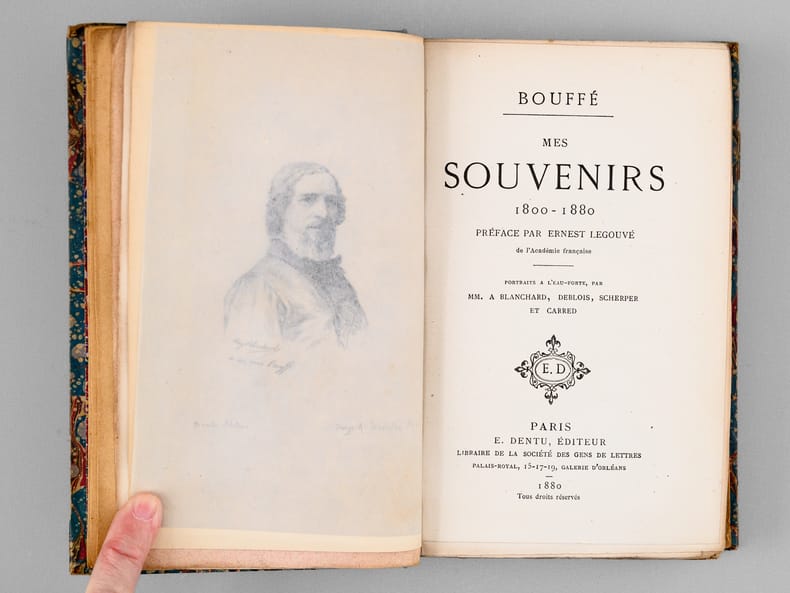 BOUFFÉ
MES
SOUVENIRS
1800-1880
PRÉFACE PAR ERNEST LEGOUVÉ
de l'Académie française
PORTRAITS A L'EAU-FORTE, PAR
MM. A BLANCHARD, DEBLOIS, SCHERPER
ET CARRED
E. D
PARIS
E. DENTU, ÉDITEUR
LIBRAIRE DE LA SOCIÉTÉ DES GENS DE LETTRES
PALAIS-ROYAL, 15-17-19, GALERIE D'ORLÉANS
1880
Tous droits réservés